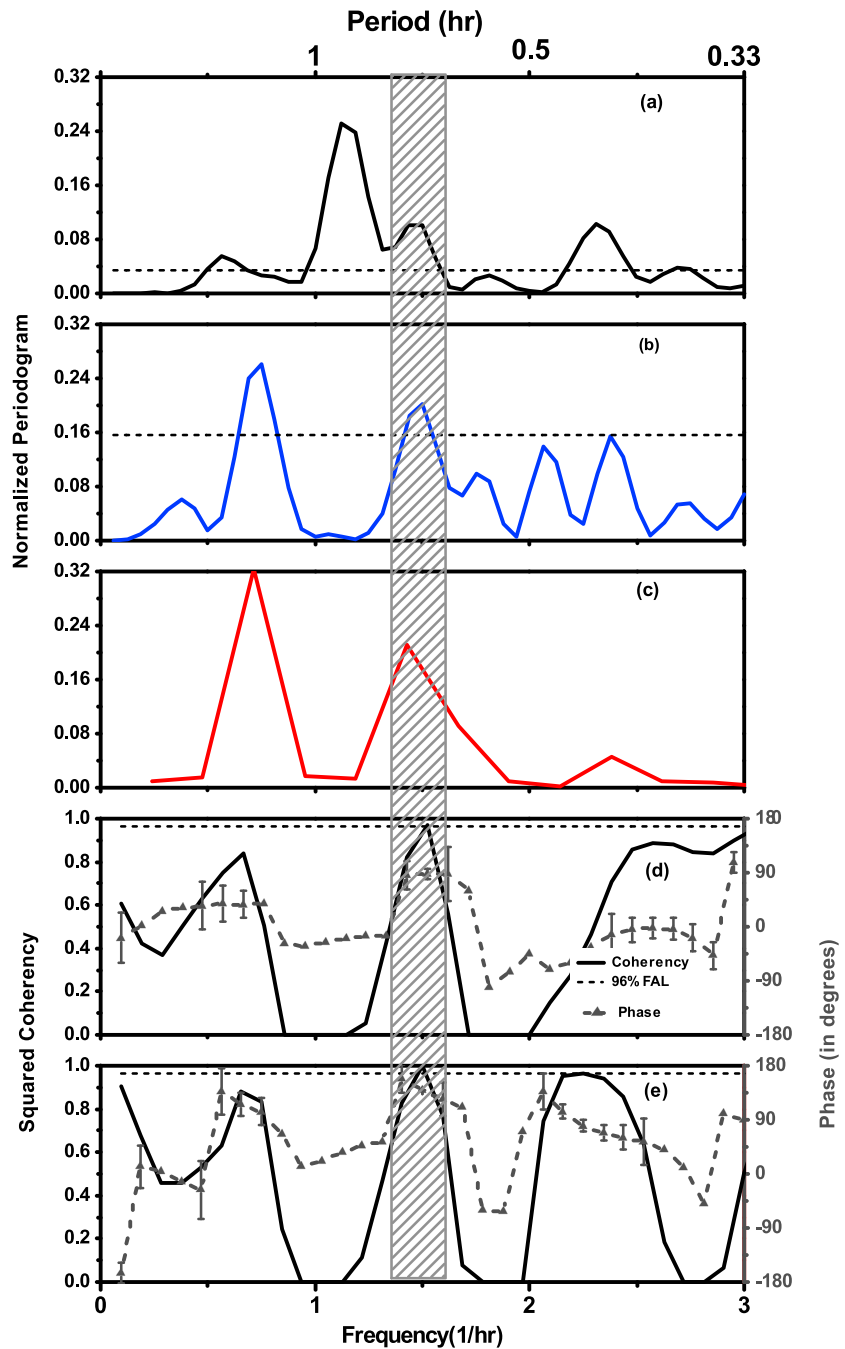 Period (hr)
1 0.5 0.33
Normalized Periodogram
0.32
0.24
0.16
0.08
0.00
(a)
0.32
0.24
0.16
0.08
0.00
(b)
0.32
0.24
0.16
0.08
0.00
(c)
Squared Coherency
Phase (in degrees)
1.0
0.8
0.6
0.4
0.2
0.0
(d)
Coherency
96% FAL
Phase
180
90
0
-90
-180
1.0
0.8
0.6
0.4
0.2
0.0
(e)
180
90
0
-90
-180
0 1 2 3
Frequency(1/hr)